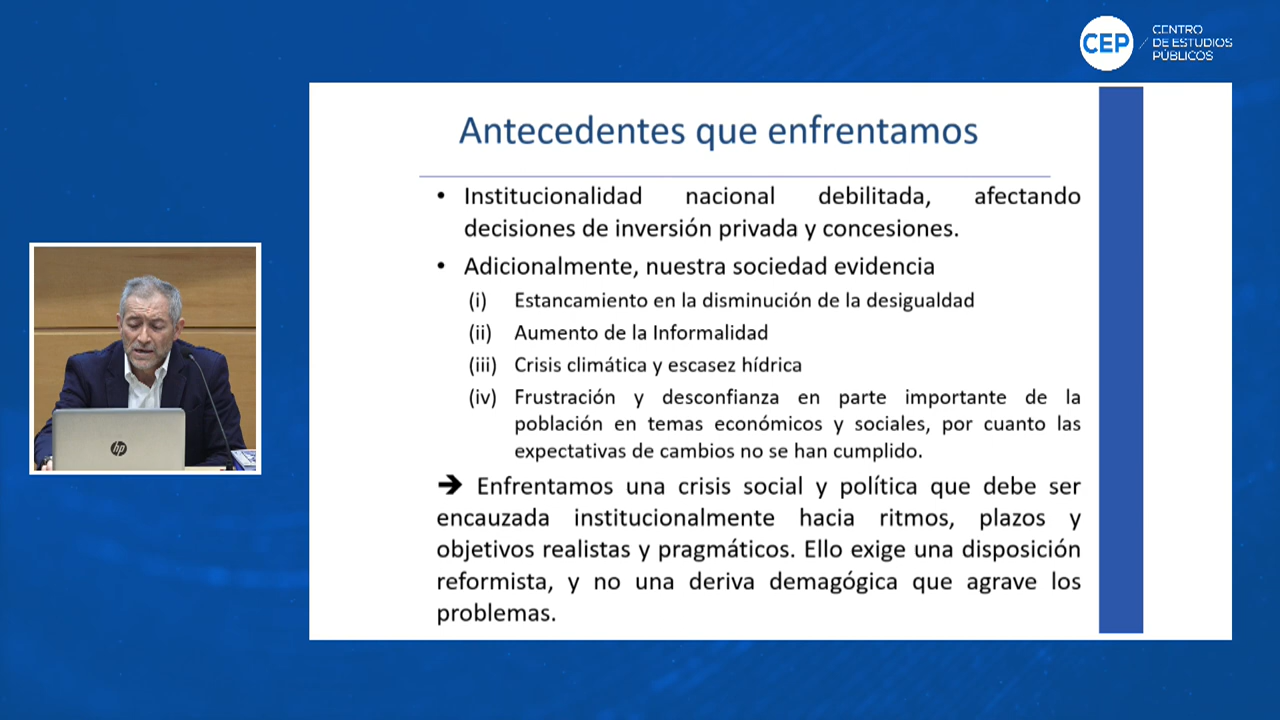 CEP
CENTRO
DE ESTUDIOS
PÚBLICOS
Antecedentes que enfrentamos
• Institucionalidad nacional debilitada, afectando
decisiones de inversión privada y concesiones.
• Adicionalmente, nuestra sociedad evidencia
(i) Estancamiento en la disminución de la desigualdad
(ii) Aumento de la Informalidad
(iii) Crisis climática y escasez hídrica
(iv) Frustración y desconfianza en parte importante de la
población en temas económicos y sociales, por cuanto las
expectativas de cambios no se han cumplido.
➔ Enfrentamos una crisis social y política que debe ser
encauzada institucionalmente hacia ritmos, plazos y
objetivos realistas y pragmáticos. Ello exige una disposición
reformista, y no una deriva demagógica que agrave los
problemas.
hp